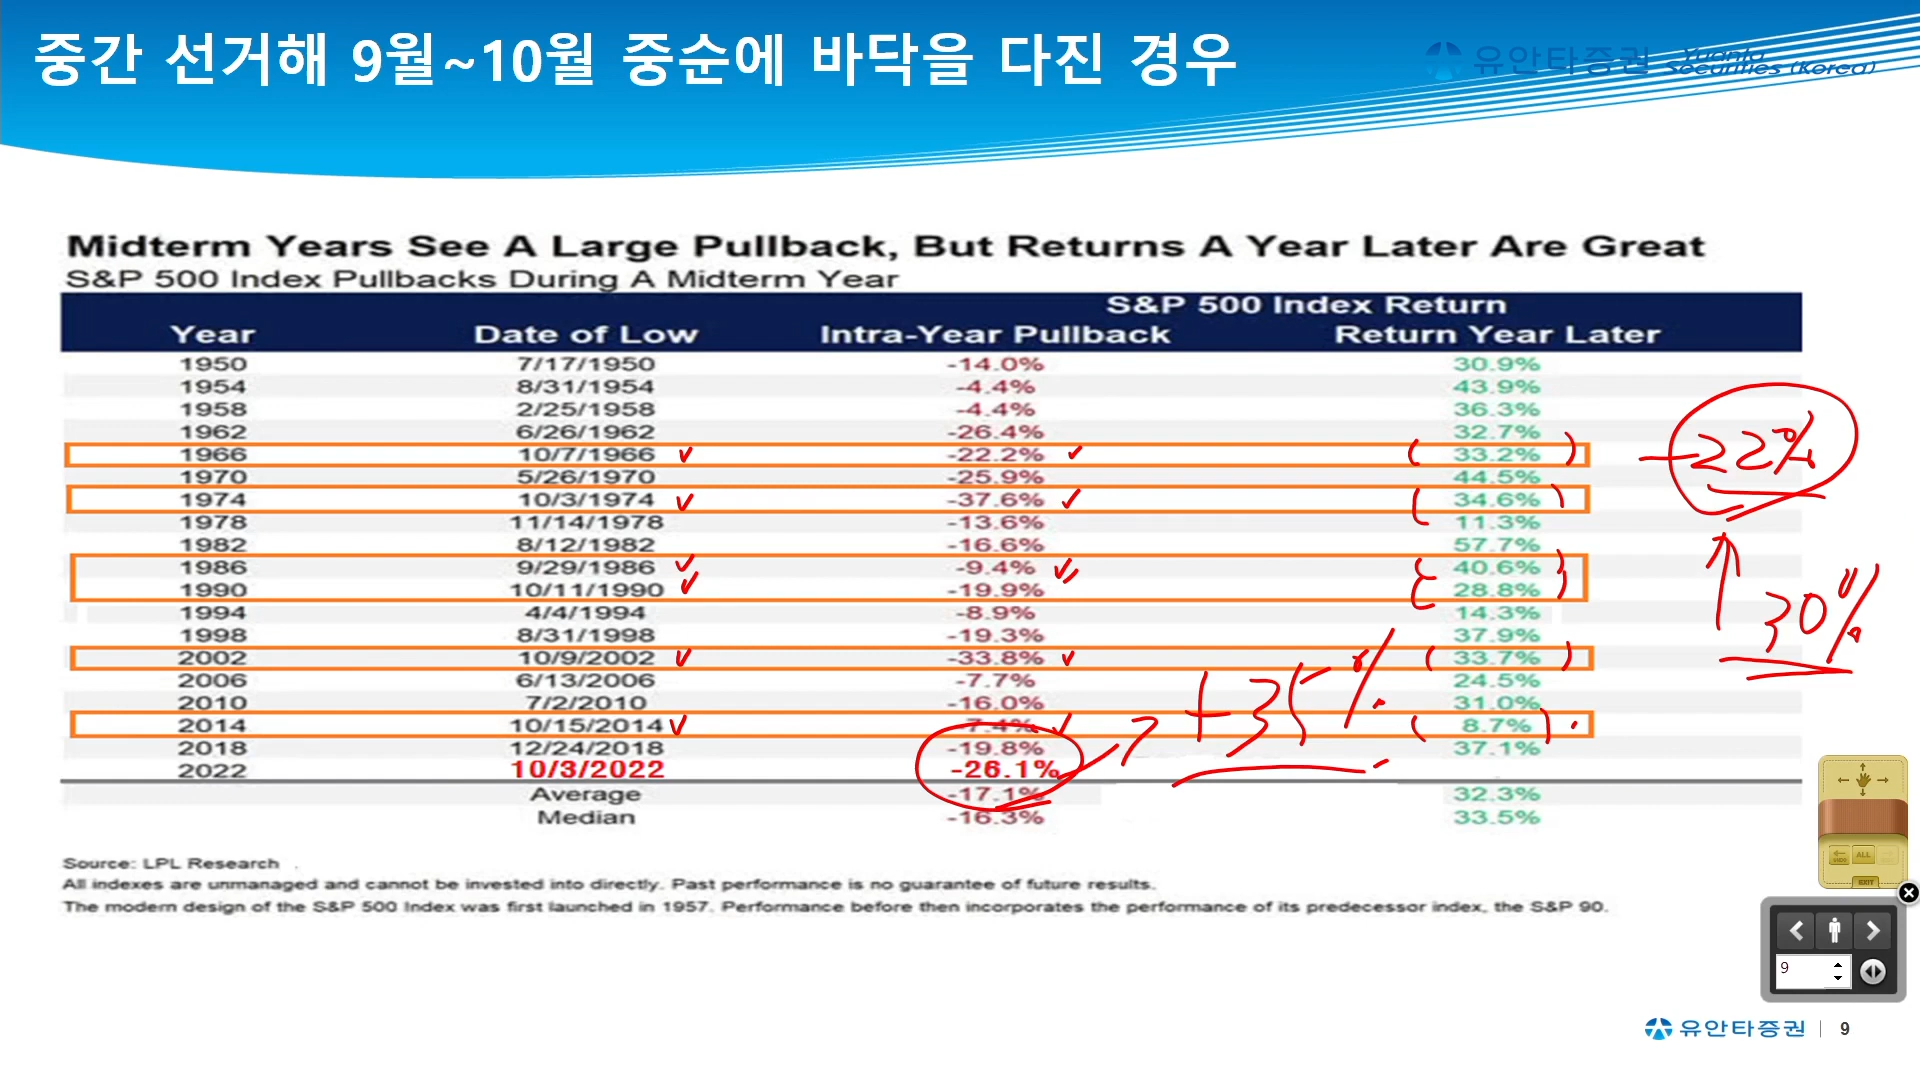 중간 선거해 9월~10월 중순에 바닥을 다진 경우
유안타증권 Yuanta Securities (Korea)
Midterm Years See A Large Pullback, But Returns A Year Later Are Great
S&P 500 Index Pullbacks During A Midterm Year
S&P 500 Index Return
Year Date of Low Intra-Year Pullback Return Year Later
1950 7/17/1950 -14.0% 30.9%
1954 8/31/1954 -4.4% 43.9%
1958 2/25/1958 -4.4% 36.3%
1962 6/26/1962 -26.4% 32.7%
1966 10/7/1966 -22.2% 33.2%
-22%
1970 5/26/1970 -25.9% 44.5%
1974 10/3/1974 -37.6% 34.6%
1978 11/14/1978 -13.6% 11.3%
1982 8/12/1982 -16.6% 57.7%
1986 9/29/1986 -9.4% 40.6%
1990 10/11/1990 -19.9% 28.8%
1994 4/4/1994 -8.9% 14.3%
30%
1998 8/31/1998 -19.3% 37.9%
2002 10/9/2002 -33.8% 33.7%
2006 6/13/2006 -7.7% 24.5%
2010 7/2/2010 -16.0% 31.0%
+35%
2014 10/15/2014 -7.4% 8.7%
2018 12/24/2018 -19.8% 37.1%
2022 10/3/2022 -26.1%
Average -17.1% 32.3%
Median -16.3% 33.5%
Source: LPL Research
All indexes are unmanaged and cannot be invested into directly. Past performance is no guarantee of future results.
The modern design of the S&P 500 Index was first launched in 1957. Performance before then incorporates the performance of its predecessor index, the S&P 90.
ALL
EXIT
9
유안타증권 | 9